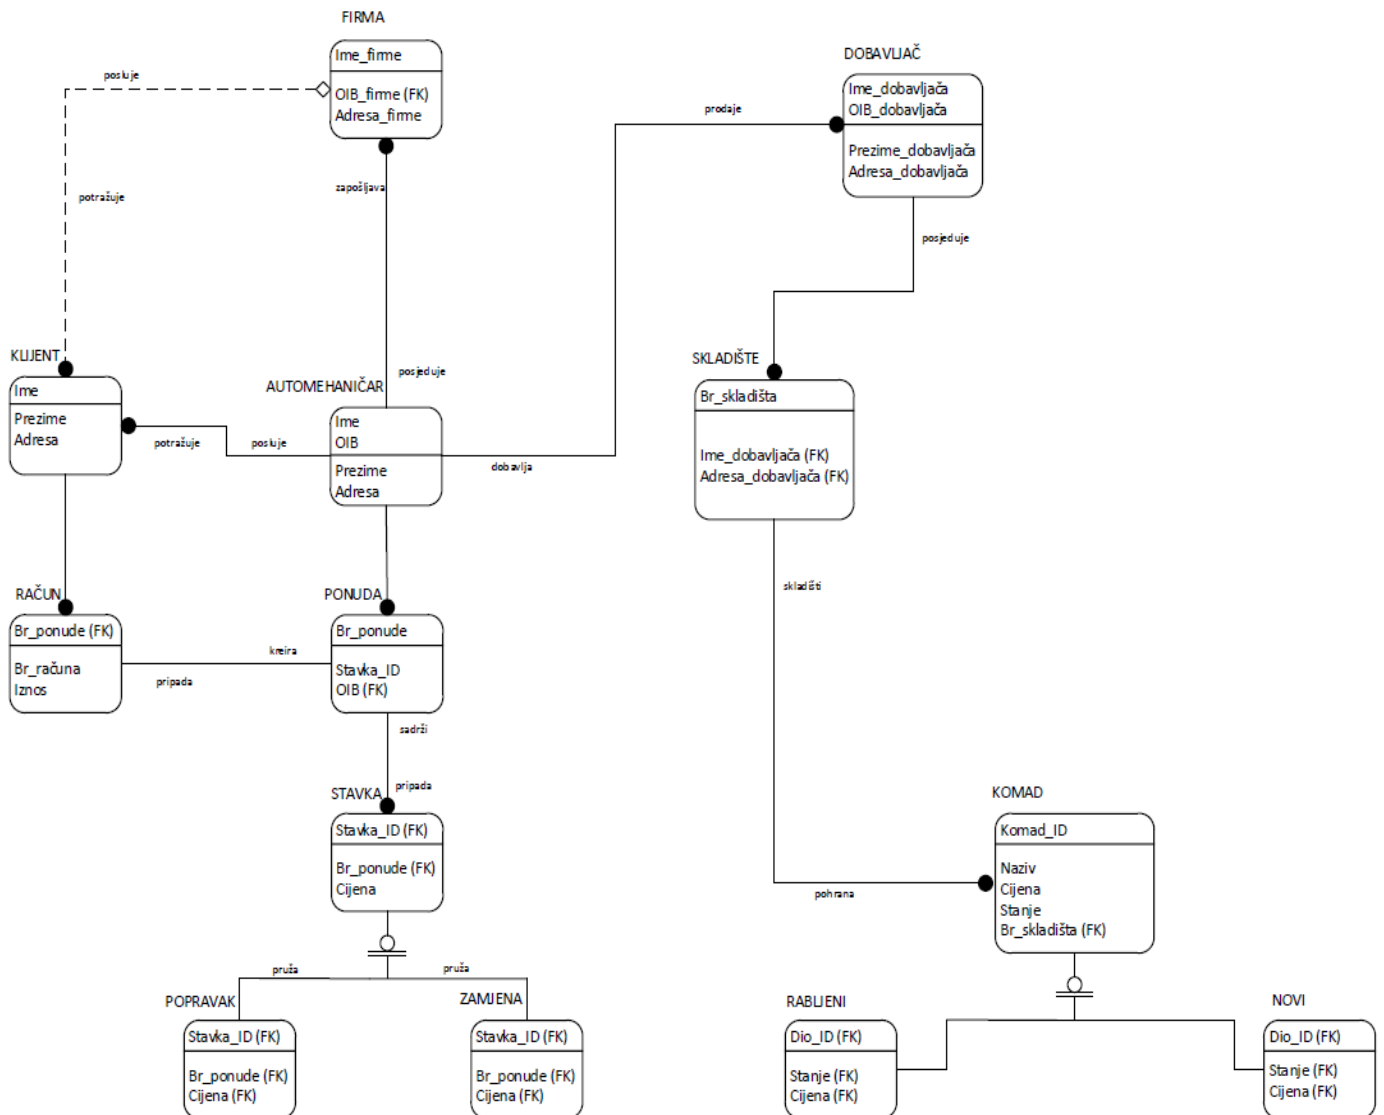 FIRMA
Ime_firme
OIB_firme (FK)
Adresa_firme
DOBAVLJAČ
Ime_dobavljača
OIB_dobavljača
Prezime_dobavljača
Adresa_dobavljača
posluje
prodaje
zapošljava
potražuje
posjeduje
KLIJENT
Ime
Prezime
Adresa
posjeduje
AUTOMEHANIČAR
Ime
OIB
Prezime
Adresa
potražuje
posluje
dobavlja
SKLADIŠTE
Br_skladišta
Ime_dobavljača (FK)
Adresa_dobavljača (FK)
skladišti
RAČUN
Br_ponude (FK)
Br_računa
Iznos
kreira
pripada
PONUDA
Br_ponude
Stavka_ID
OIB (FK)
sadrži
pripada
STAVKA
Stavka_ID (FK)
Br_ponude (FK)
Cijena
KOMAD
Komad_ID
Naziv
Cijena
Stanje
Br_skladišta (FK)
pohrana
pruža
pruža
POPRAVAK
Stavka_ID (FK)
Br_ponude (FK)
Cijena (FK)
ZAMJENA
Stavka_ID (FK)
Br_ponude (FK)
Cijena (FK)
RABLJENI
Dio_ID (FK)
Stanje (FK)
Cijena (FK)
NOVI
Dio_ID (FK)
Stanje (FK)
Cijena (FK)